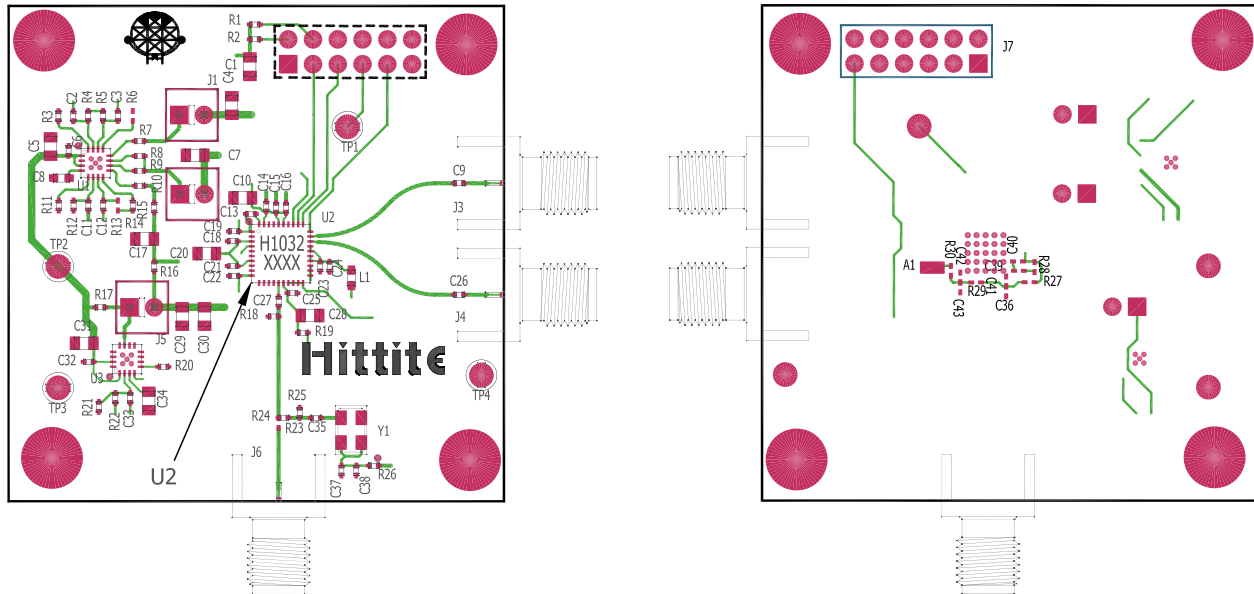 R1
R2
C1
C4
J1
R3
C2
R4
R5
C3
R6
C5
C6
R7
R8
R9
R10
C7
C8
U1
TP1
R11
R12
C11
C12
R13
R14
R15
C10
C14
C15
C16
C13
U2
C9
J3
C19
C18
H1032
XXXX
C17
C20
TP2
R16
C21
C22
C24
C23
L1
C26
J4
R17
C27
R18
C25
C28
R19
J5
C29
C30
C31
C32
U3
R20
Hittite
TP3
TP4
R21
R22
C33
C34
R24
R25
R23
C35
Y1
U2
J6
C37
C38
R26
J7
A1
R30
C42
C39
C40
R28
R27
R29
C41
C36
C43